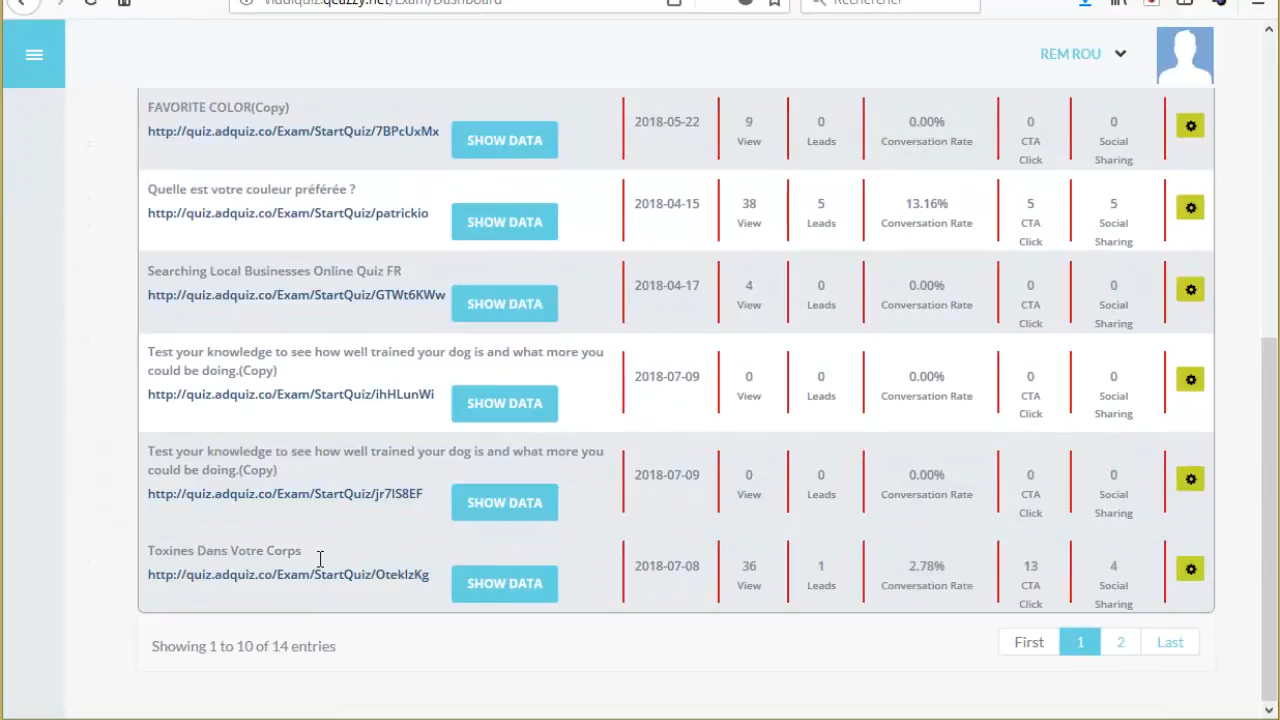 viddiquiz.qcuzzy.net/Exam/Dashboard
Rechercher
REM ROU
FAVORITE COLOR(Copy)
http://quiz.adquiz.co/Exam/StartQuiz/7BPcUxMx
SHOW DATA
2018-05-22
9
View
0
Leads
0.00%
Conversation Rate
0
CTA
Click
0
Social
Sharing
Quelle est votre couleur préférée ?
http://quiz.adquiz.co/Exam/StartQuiz/patrickio
SHOW DATA
2018-04-15
38
View
5
Leads
13.16%
Conversation Rate
5
CTA
Click
5
Social
Sharing
Searching Local Businesses Online Quiz FR
http://quiz.adquiz.co/Exam/StartQuiz/GTWt6KWw
SHOW DATA
2018-04-17
4
View
0
Leads
0.00%
Conversation Rate
0
CTA
Click
0
Social
Sharing
Test your knowledge to see how well trained your dog is and what more you
could be doing.(Copy)
http://quiz.adquiz.co/Exam/StartQuiz/ihHLunWi
SHOW DATA
2018-07-09
0
View
0
Leads
0.00%
Conversation Rate
0
CTA
Click
0
Social
Sharing
Test your knowledge to see how well trained your dog is and what more you
could be doing.(Copy)
http://quiz.adquiz.co/Exam/StartQuiz/jr7IS8EF
SHOW DATA
2018-07-09
0
View
0
Leads
0.00%
Conversation Rate
0
CTA
Click
0
Social
Sharing
Toxines Dans Votre Corps
http://quiz.adquiz.co/Exam/StartQuiz/OteklzKg
SHOW DATA
2018-07-08
36
View
1
Leads
2.78%
Conversation Rate
13
CTA
Click
4
Social
Sharing
Showing 1 to 10 of 14 entries
First
1
2
Last